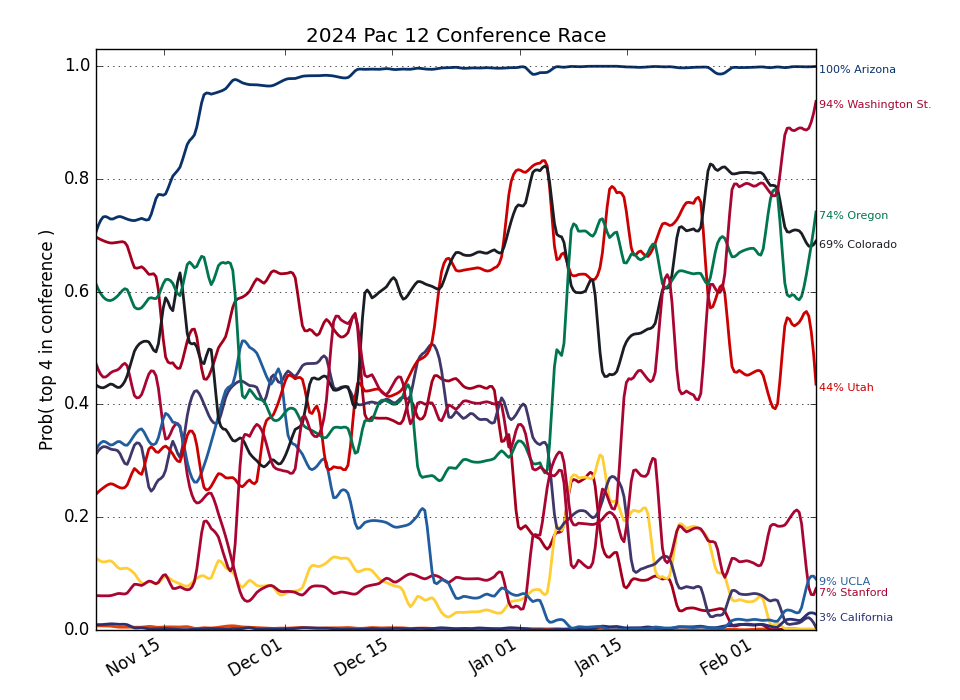 2024 Pac 12 Conference Race
Prob( top 4 in conference )
1.0
0.8
0.6
0.4
0.2
0.0
Nov 15
Dec 01
Dec 15
Jan 01
Jan 15
Feb 01
100% Arizona
94% Washington St.
74% Oregon
69% Colorado
44% Utah
9% UCLA
7% Stanford
3% California